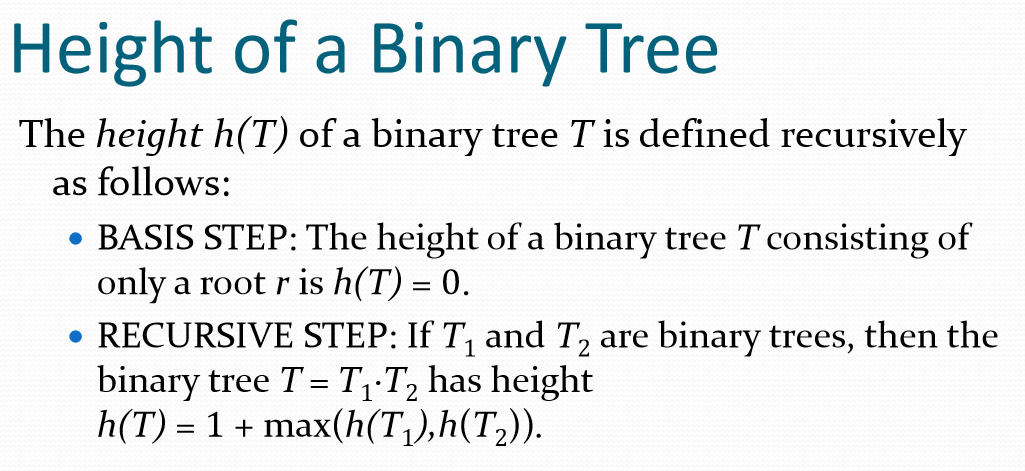 Height of a Binary Tree
The height h(T) of a binary tree T is defined recursively
as follows:
• BASIS STEP: The height of a binary tree T consisting of
only a root r is h(T) = 0.
• RECURSIVE STEP: If T₁ and T₂ are binary trees, then the
binary tree T = T₁·T₂ has height
h(T) = 1 + max(h(T₁),h(T₂)).